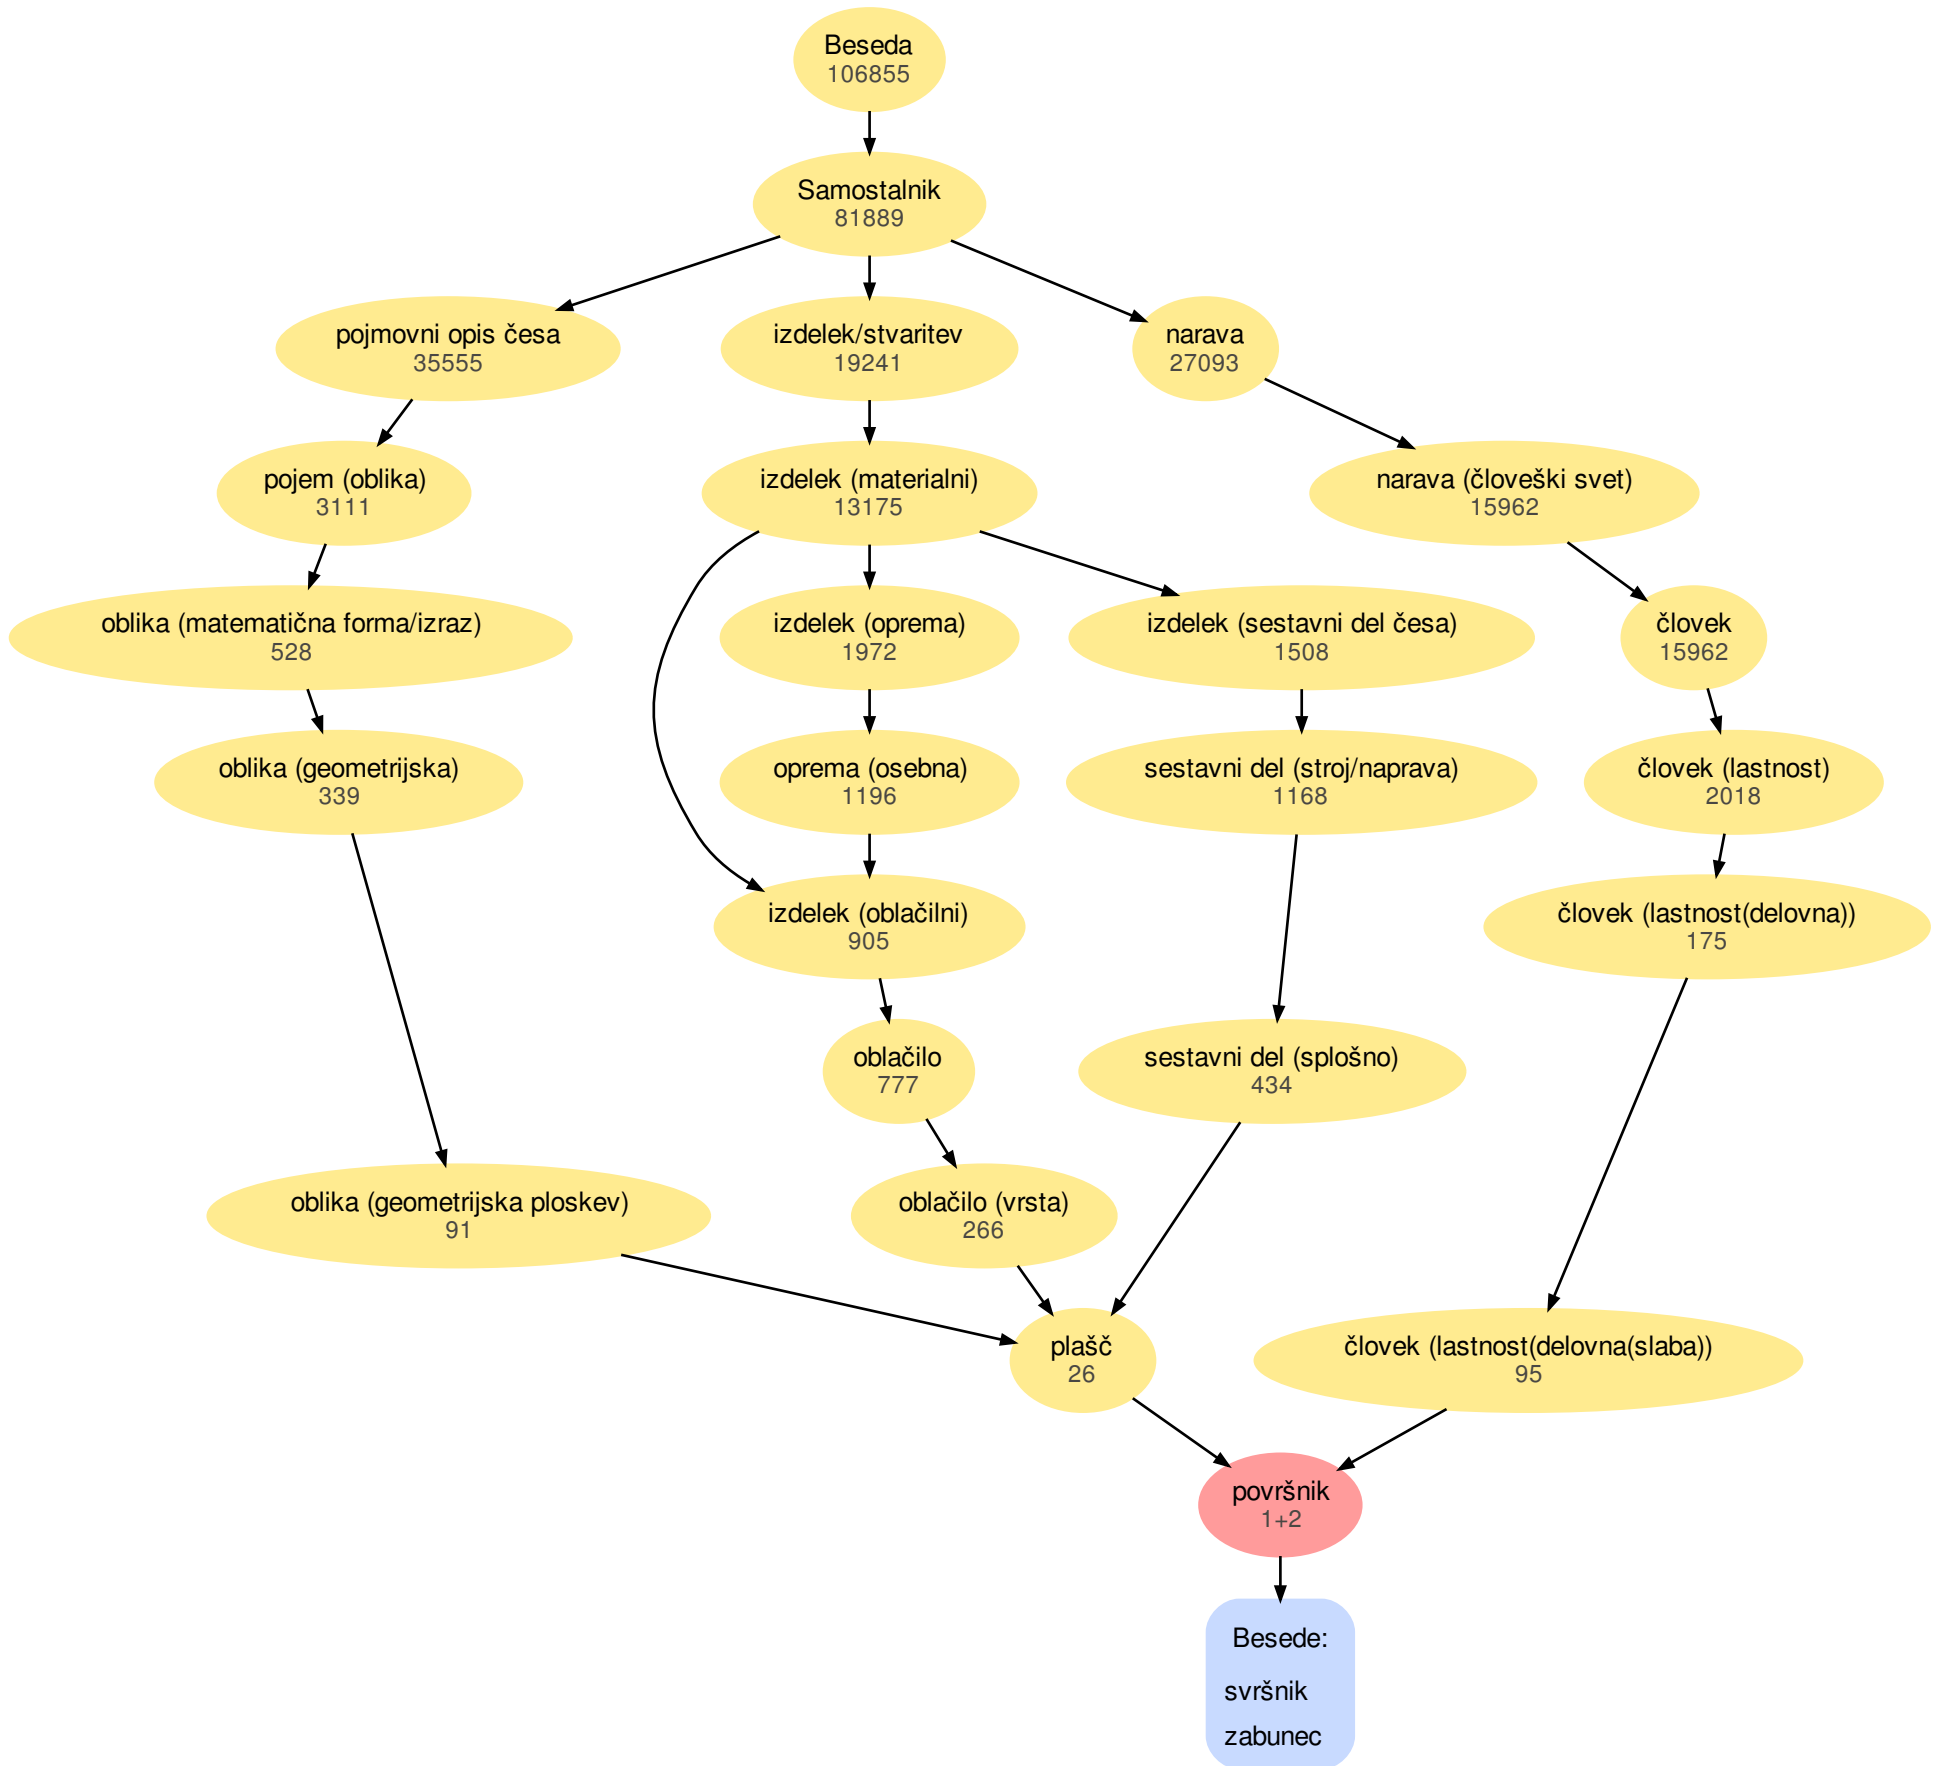 Beseda
106855
Samostalnik
81889
pojmovni opis česa
35555
izdelek/stvaritev
19241
narava
27093
pojem (oblika)
3111
izdelek (materialni)
13175
narava (človeški svet)
15962
oblika (matematična forma/izraz)
528
izdelek (oprema)
1972
izdelek (sestavni del česa)
1508
človek
15962
oblika (geometrijska)
339
oprema (osebna)
1196
sestavni del (stroj/naprava)
1168
človek (lastnost)
2018
izdelek (oblačilni)
905
človek (lastnost(delovna))
175
oblačilo
777
sestavni del (splošno)
434
oblika (geometrijska ploskev)
91
oblačilo (vrsta)
266
plašč
26
človek (lastnost(delovna(slaba))
95
površnik
1+2
Besede:
svršnik
zabunec